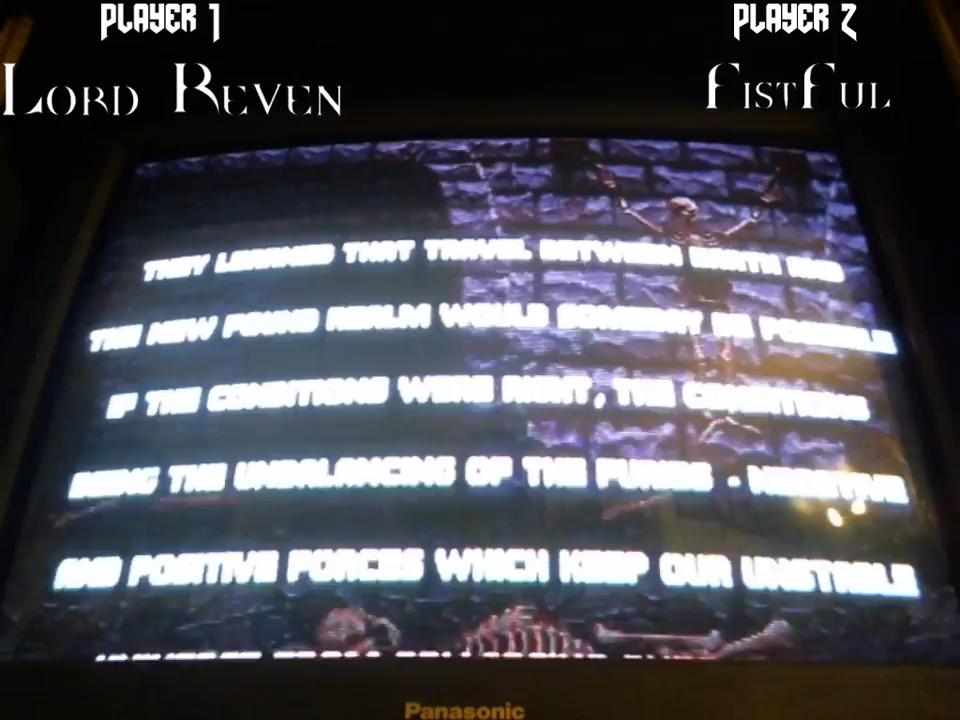 PLAYER 1
PLAYER 2
LORD REVEN
FISTFUL
THEY LEARNED THAT TRAVEL BETWEEN EARTH AND
THE NEW FOUND REALM WOULD SOMEDAY BE POSSIBLE
IF THE CONDITIONS WERE RIGHT, THE CONDITIONS
BEING THE UNBALANCING OF THE FURIES - NEGATIVE
AND POSITIVE FORCES WHICH KEEP OUR UNSTABLE
Panasonic